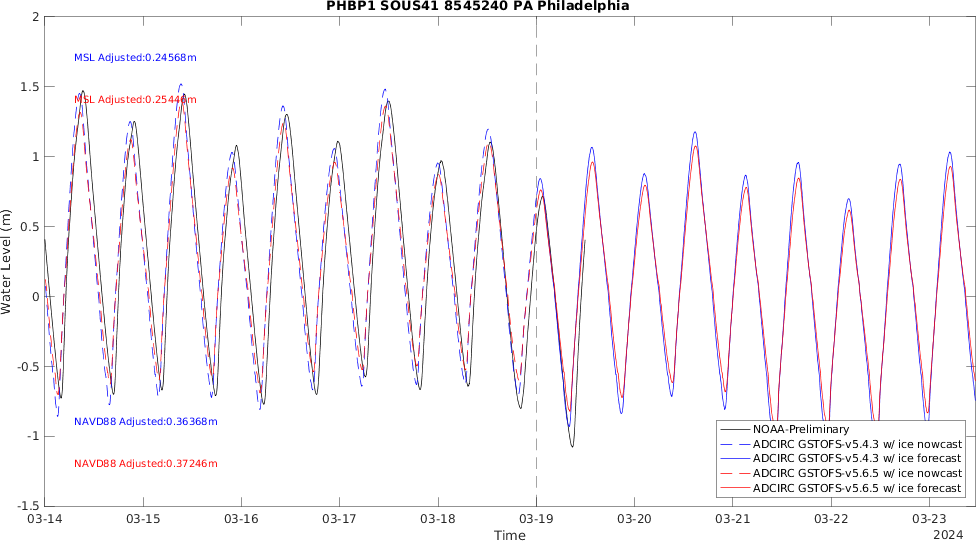 PHBP1 SOUS41 8545240 PA Philadelphia
2
1.5
1
0.5
0
-0.5
-1
-1.5
Water Level (m)
MSL Adjusted:0.24568m
MSL Adjusted:0.25446m
NAVD88 Adjusted:0.36368m
NAVD88 Adjusted:0.37246m
NOAA-Preliminary
ADCIRC GSTOFS-v5.4.3 w/ ice nowcast
ADCIRC GSTOFS-v5.4.3 w/ ice forecast
ADCIRC GSTOFS-v5.6.5 w/ ice nowcast
ADCIRC GSTOFS-v5.6.5 w/ ice forecast
03-14 03-15 03-16 03-17 03-18 03-19 03-20 03-21 03-22 03-23
Time
2024